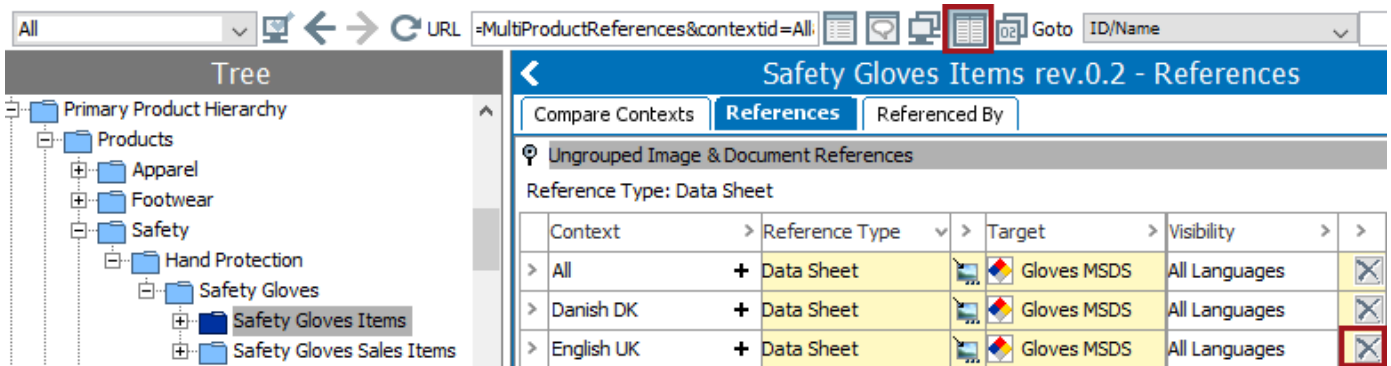 All URL =MultiProductReferences&contextid=All Goto ID/Name
Tree
Safety Gloves Items rev.0.2 - References
Primary Product Hierarchy
Products
Apparel
Footwear
Safety
Hand Protection
Safety Gloves
Safety Gloves Items
Safety Gloves Sales Items
Compare Contexts References Referenced By
Ungrouped Image & Document References
Reference Type: Data Sheet
Context > Reference Type > Target > Visibility > >
> All + Data Sheet Gloves MSDS All Languages
> Danish DK + Data Sheet Gloves MSDS All Languages
> English UK + Data Sheet Gloves MSDS All Languages